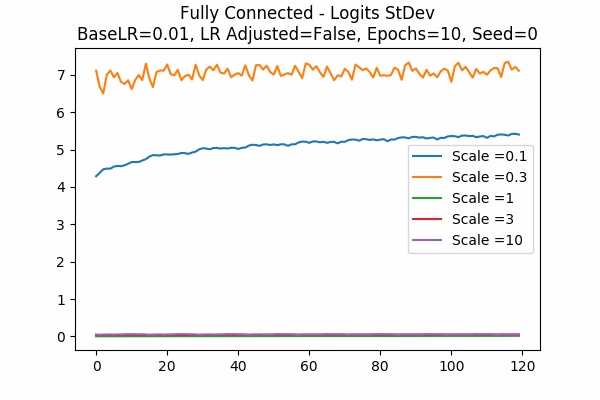 Fully Connected - Logits StDev
BaseLR=0.01, LR Adjusted=False, Epochs=10, Seed=0
7
6
5
4
3
2
1
0
Scale =0.1
Scale =0.3
Scale =1
Scale =3
Scale =10
0 20 40 60 80 100 120